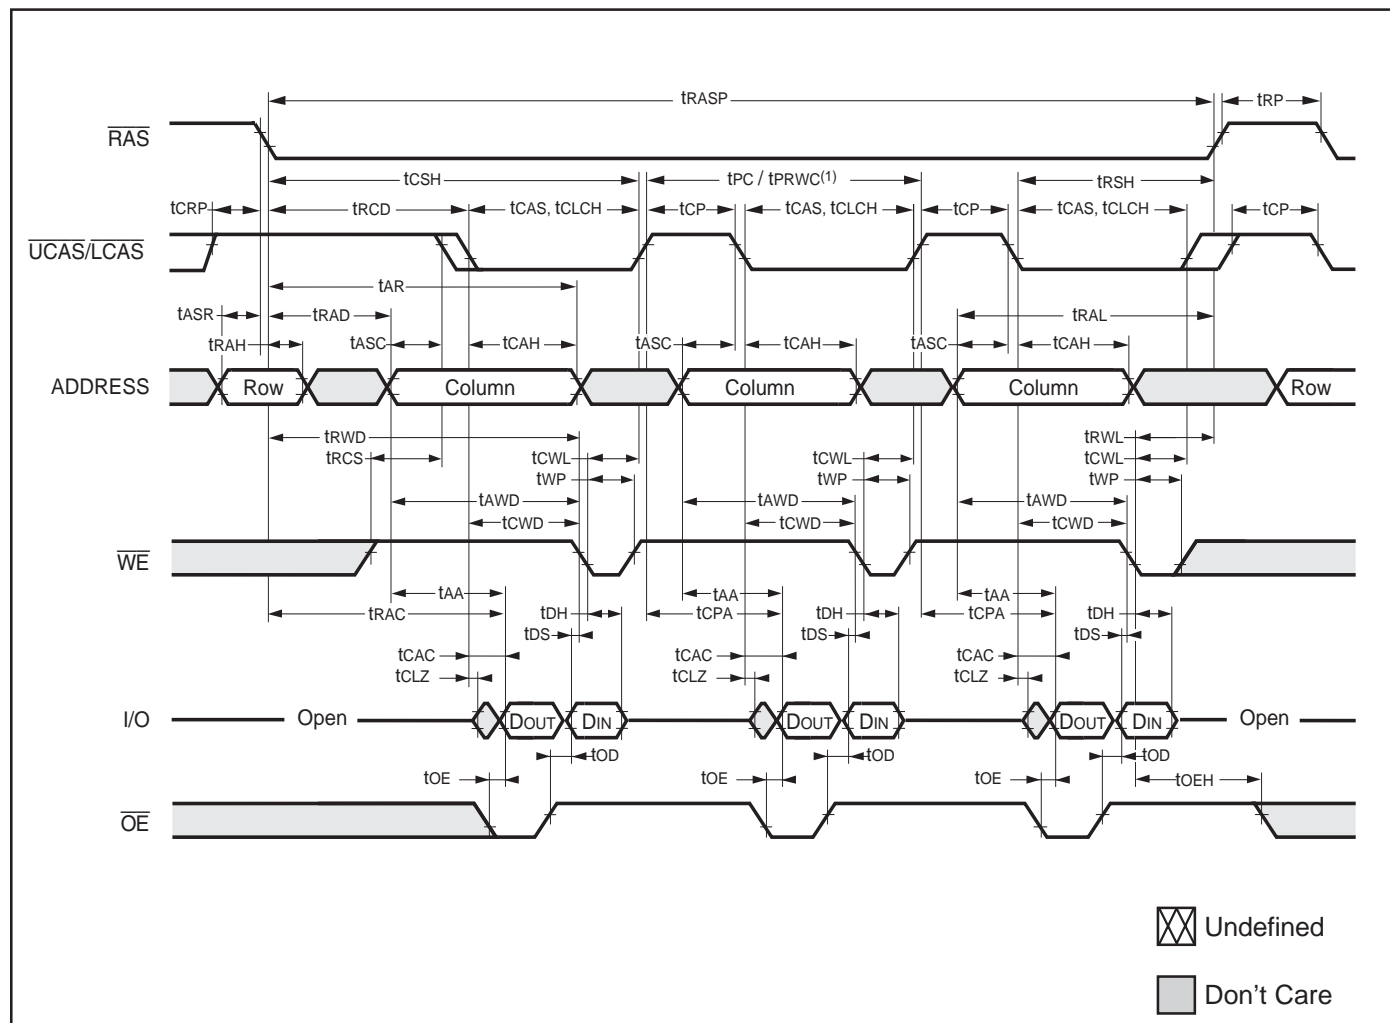 tRASP tRP
RAS
tCSH tPC / tPRWC(1) tRSH
tCRP tRCD tCAS, tCLCH tCP tCAS, tCLCH tCP tCAS, tCLCH tCP
UCAS/LCAS
tAR
tASR tRAD tRAL
tRAH tASC tCAH tASC tCAH tASC tCAH
ADDRESS Row Column Column Column Row
tRWD tRWL
tRCS tCWL tCWL tCWL
tWP tWP tWP
tAWD tAWD tAWD
tCWD tCWD tCWD
WE
tAA tAA tAA
tRAC tDH tCPA tDH tCPA tDH
tDS tDS tDS
tCAC tCAC tCAC
tCLZ tCLZ tCLZ
I/O Open DOUT DIN DOUT DIN DOUT DIN Open
tOD tOD tOD
tOE tOE tOE tOEH
OE
Undefined
Don't Care